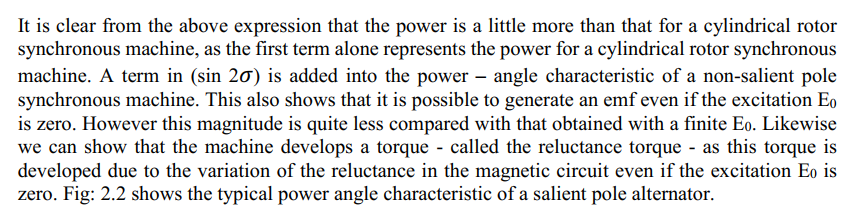 It is clear from the above expression that the power is a little more than that for a cylindrical rotor
synchronous machine, as the first term alone represents the power for a cylindrical rotor synchronous
machine. A term in (sin 2σ) is added into the power – angle characteristic of a non-salient pole
synchronous machine. This also shows that it is possible to generate an emf even if the excitation E₀
is zero. However this magnitude is quite less compared with that obtained with a finite E₀. Likewise
we can show that the machine develops a torque - called the reluctance torque - as this torque is
developed due to the variation of the reluctance in the magnetic circuit even if the excitation E₀ is
zero. Fig: 2.2 shows the typical power angle characteristic of a salient pole alternator.